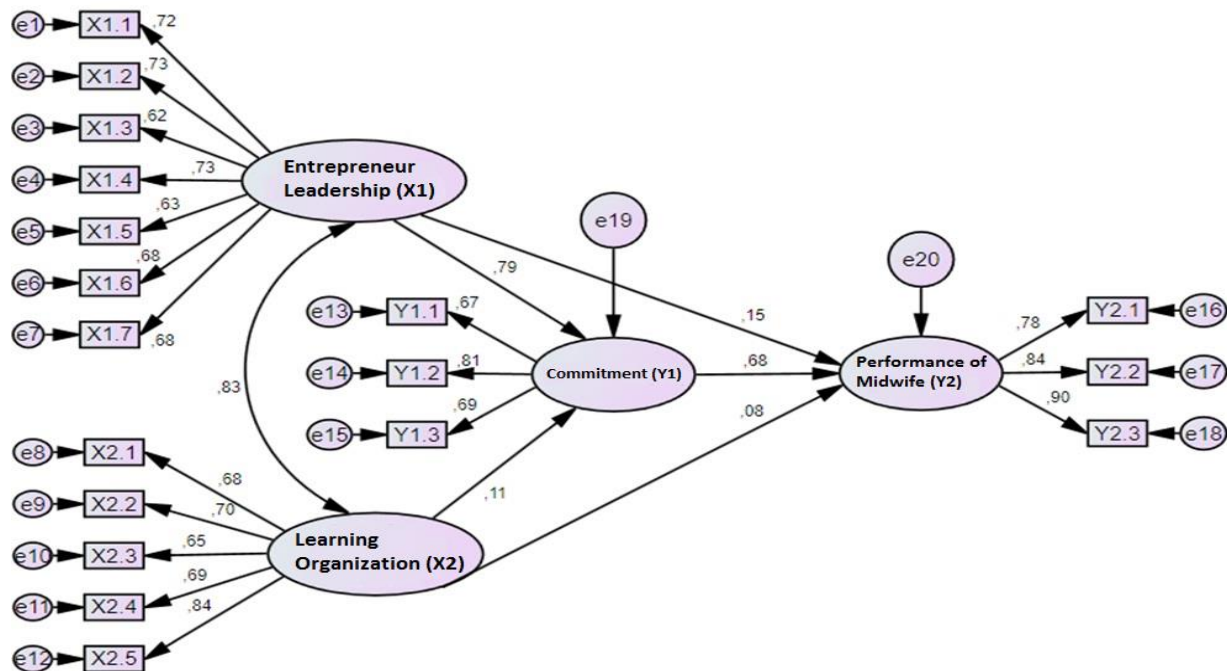 e1 X1.1 ,72
e2 X1.2 ,73
e3 X1.3 ,62
e4 X1.4 ,73
e5 X1.5 ,63
e6 X1.6 ,68
e7 X1.7 ,68
Entrepreneur
Leadership (X1)
e19
e20
,79
,15
,83
e13 Y1.1 ,67
e14 Y1.2 ,81
e15 Y1.3 ,69
Commitment (Y1)
,68
Performance of
Midwife (Y2)
,78 Y2.1 e16
,84 Y2.2 e17
,90 Y2.3 e18
,08
,11
e8 X2.1 ,68
e9 X2.2 ,70
e10 X2.3 ,65
e11 X2.4 ,69
e12 X2.5 ,84
Learning
Organization (X2)